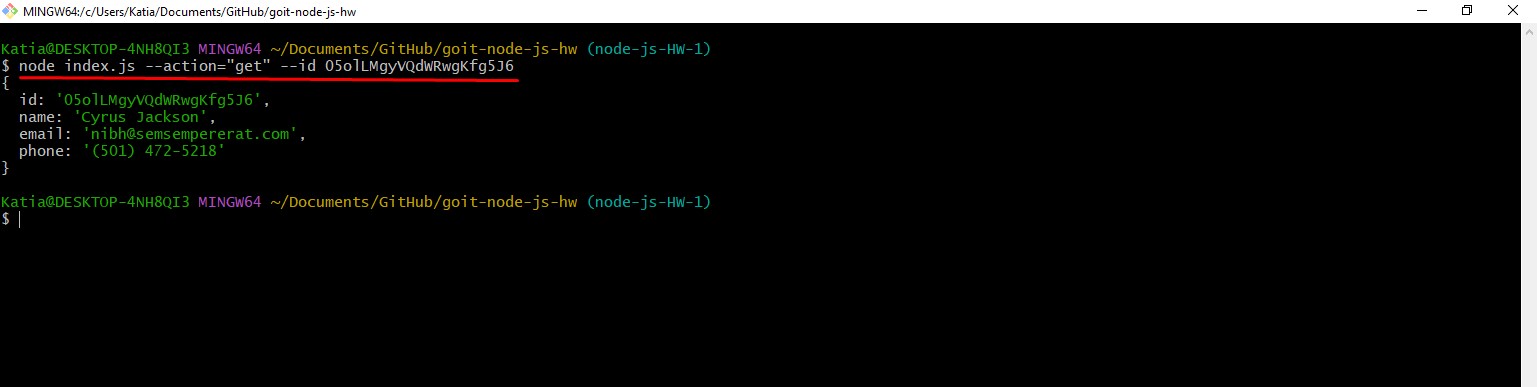 MINGW64:/c/Users/Katia/Documents/GitHub/goit-node-js-hw
Katia@DESKTOP-4NH8QI3 MINGW64 ~/Documents/GitHub/goit-node-js-hw (node-js-HW-1)
$ node index.js --action="get" --id O5olLMgyVQdWRwgKfg5J6
{
  id: 'O5olLMgyVQdWRwgKfg5J6',
  name: 'Cyrus Jackson',
  email: 'nibh@semsempererat.com',
  phone: '(501) 472-5218'
}
Katia@DESKTOP-4NH8QI3 MINGW64 ~/Documents/GitHub/goit-node-js-hw (node-js-HW-1)
$